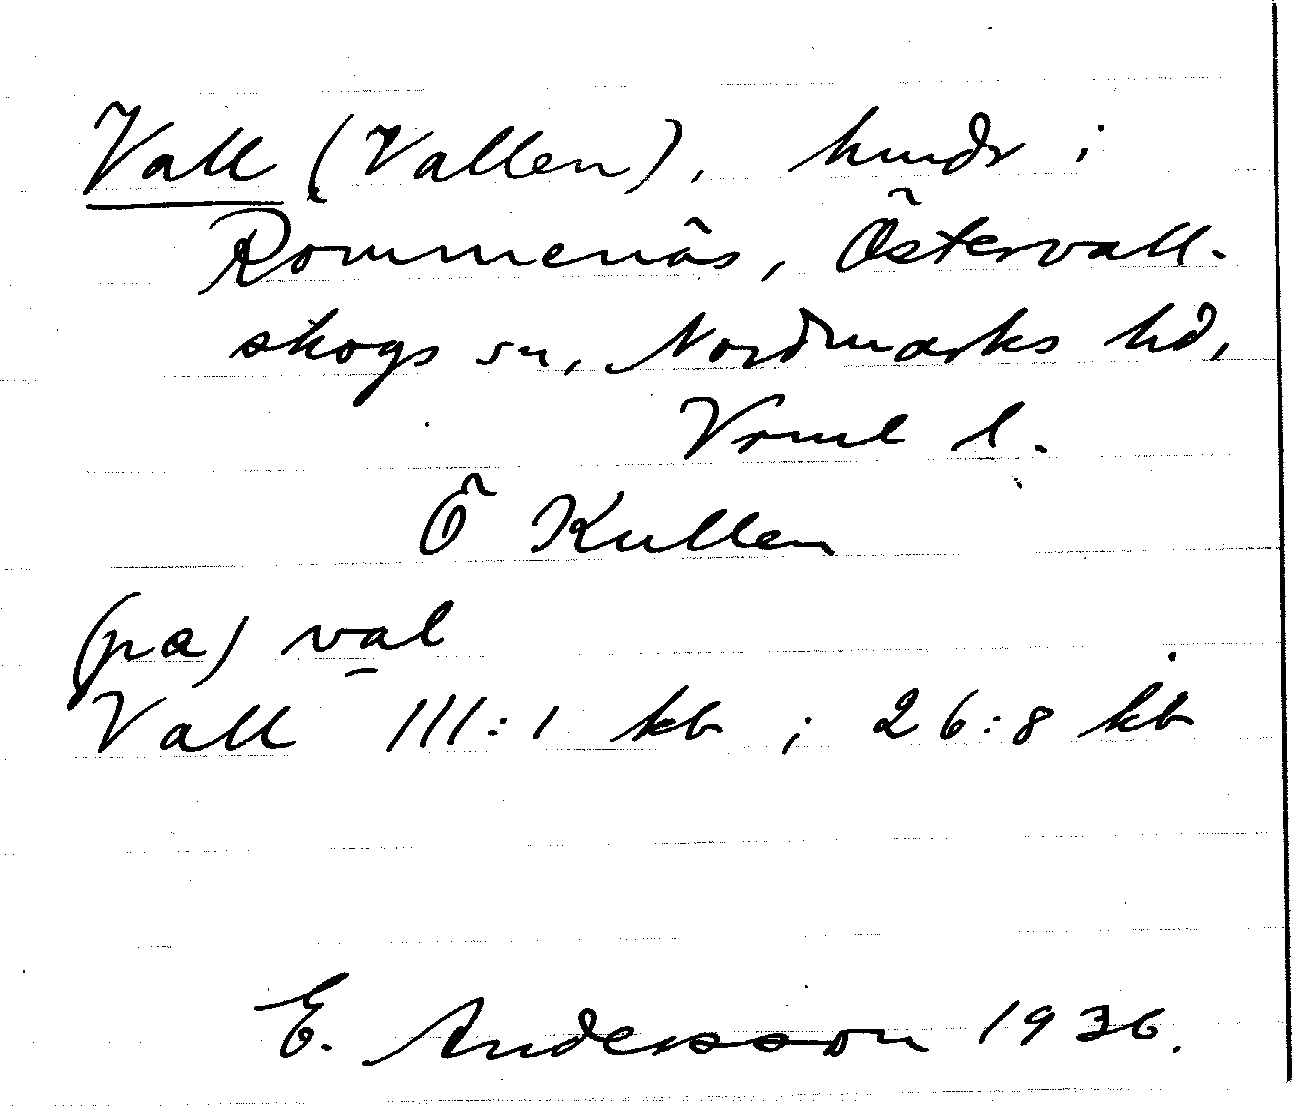 Vall (Vallen), hmdr i
Rommenäs, Östervall-
skogs sn, Nordmarks hd,
Vrml l.
Ö Kullen
(pa) val
Vall 111:1 kb ; 26:8 kb
E. Andersson 1936.